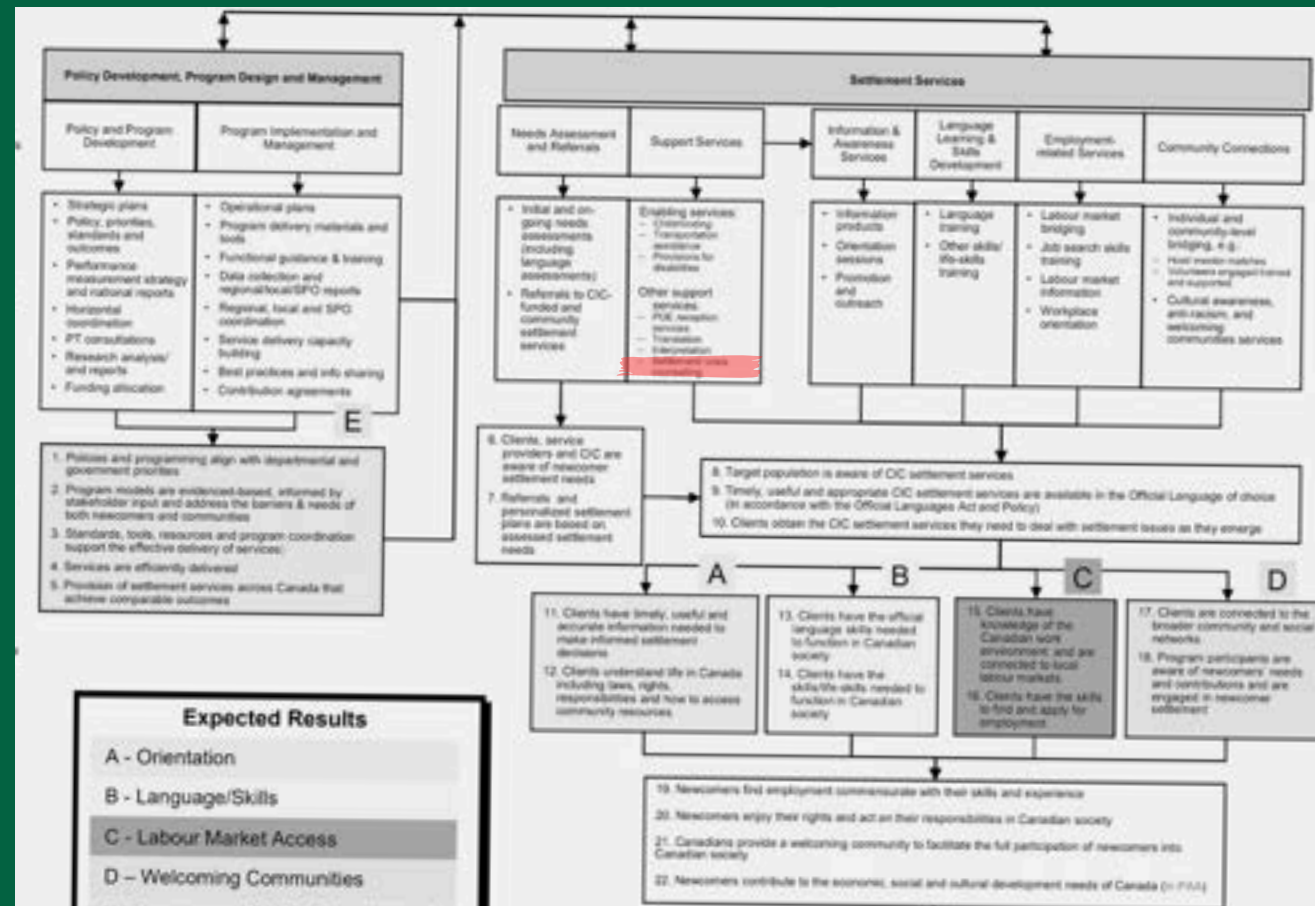 Policy Development, Program Design and Management
Policy and Program
Development
Program Implementation and
Management
• Strategic plans
• Policy, priorities,
standards and
outcomes
• Performance
measurement strategy
and national reports
• Horizontal
coordination
• PT consultations
• Research analysis/
and reports
• Funding allocation
• Operational plans
• Program delivery materials and
tools
• Functional guidance & training
• Data collection and
regional/local/SPO reports
• Regional, local and SPO
coordination
• Service delivery capacity
building
• Best practices and info sharing
• Contribution agreements
E
1. Policies and programming align with departmental and
government priorities
2. Program models are evidenced-based, informed by
stakeholder input and address the barriers & needs of
both newcomers and communities
3. Standards, tools, resources and program coordination
support the effective delivery of services;
4. Services are efficiently delivered
5. Provision of settlement services across Canada that
achieve comparable outcomes
Settlement Services
Needs Assessment
and Referrals
Support Services
Information &
Awareness
Services
Language
Learning &
Skills
Development
Employment-
related Services
Community Connections
• Initial and on-
going needs
assessments
(including
language
assessments)
• Referrals to CIC-
funded and
community
settlement
services
Enabling services:
– Childminding
– Transportation
assistance
– Provisions for
disabilities
Other support
services:
– POE reception
services
– Translation
– Interpretation
– Settlement
counseling
• Information
products
• Orientation
sessions
• Promotion
and
outreach
• Language
training
• Other skills/
life-skills
training
• Labour market
bridging
• Job search skills
training
• Labour market
information
• Workplace
orientation
• Individual and
community-level
bridging, e.g.:
– Host/ mentor matches
– Volunteers engaged trained
and supported
• Cultural awareness,
anti-racism, and
welcoming
communities services
6. Clients, service
providers and CIC are
aware of newcomer
settlement needs
7. Referrals and
personalized settlement
plans are based on
assessed settlement
needs
8. Target population is aware of CIC settlement services
9. Timely, useful and appropriate CIC settlement services are available in the Official Language of choice
(in accordance with the Official Languages Act and Policy)
10. Clients obtain the CIC settlement services they need to deal with settlement issues as they emerge
A
B
C
D
11. Clients have timely, useful and
accurate information needed to
make informed settlement
decisions
12. Clients understand life in Canada
including laws, rights,
responsibilities and how to access
community resources
13. Clients have the official
language skills needed
to function in Canadian
society
14. Clients have the
skills/life-skills needed to
function in Canadian
society
15. Clients have
knowledge of the
Canadian work
environment and are
connected to local
labour markets
16. Clients have the skills
to find and apply for
employment
17. Clients are connected to the
broader community and social
networks
18. Program participants are
aware of newcomers' needs
and contributions and are
engaged in newcomer
settlement
19. Newcomers find employment commensurate with their skills and experience
20. Newcomers enjoy their rights and act on their responsibilities in Canadian society
21. Canadians provide a welcoming community to facilitate the full participation of newcomers into
Canadian society
22. Newcomers contribute to the economic, social and cultural development needs of Canada (in PAA)
Expected Results
A - Orientation
B - Language/Skills
C - Labour Market Access
D – Welcoming Communities